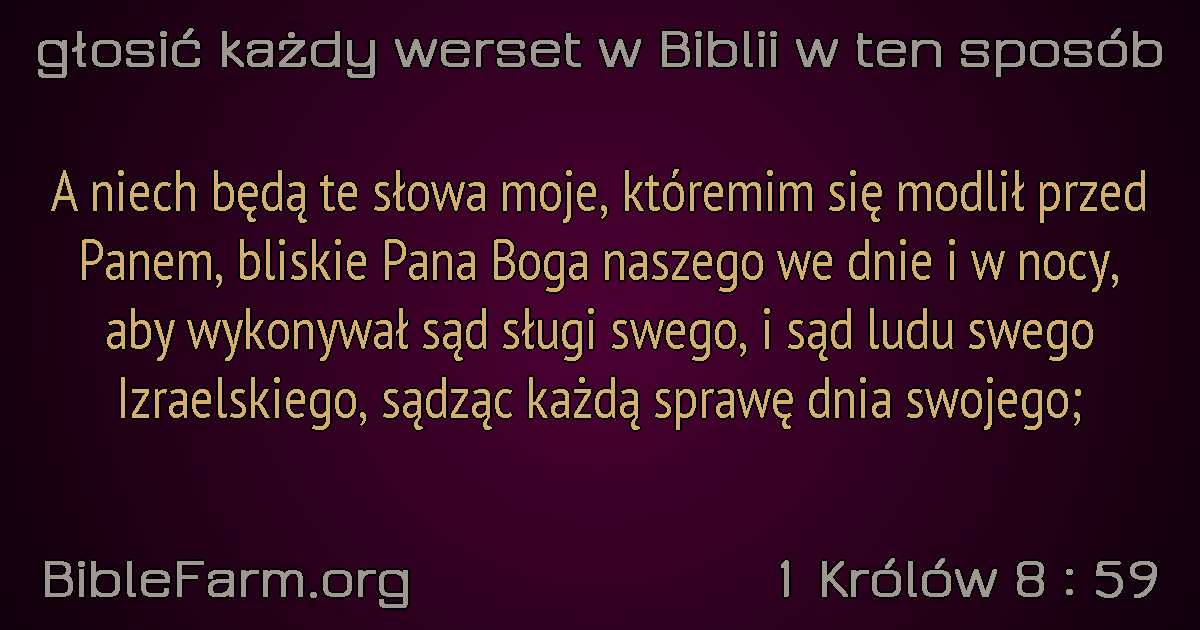 głosić każdy werset w Biblii w ten sposób
A niech będą te słowa moje, któremim się modlił przed
Panem, bliskie Pana Boga naszego we dnie i w nocy,
aby wykonywał sąd sługi swego, i sąd ludu swego
Izraelskiego, sądząc każdą sprawę dnia swojego;
BibleFarm.org
1 Królów 8 : 59